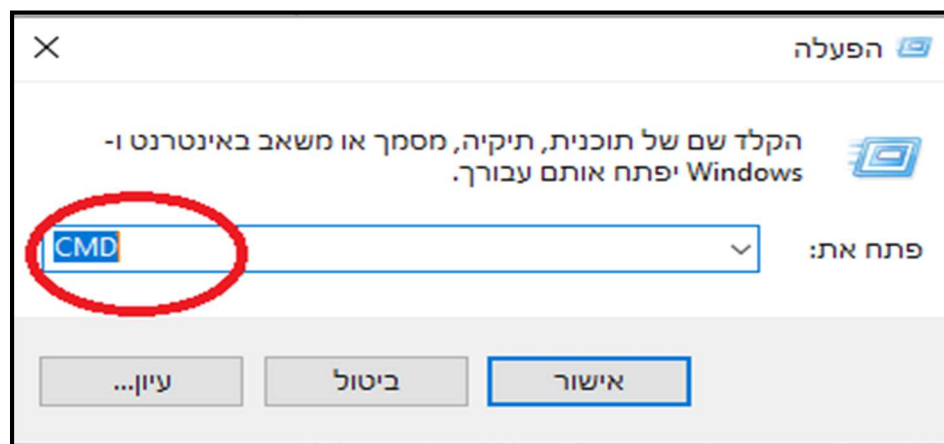 הפעלה
הקלד שם של תוכנית, תיקיה, מסמך או משאב באינטרנט ו-
Windows יפתח אותם עבורך.
פתח את: CMD
אישור ביטול עיון...